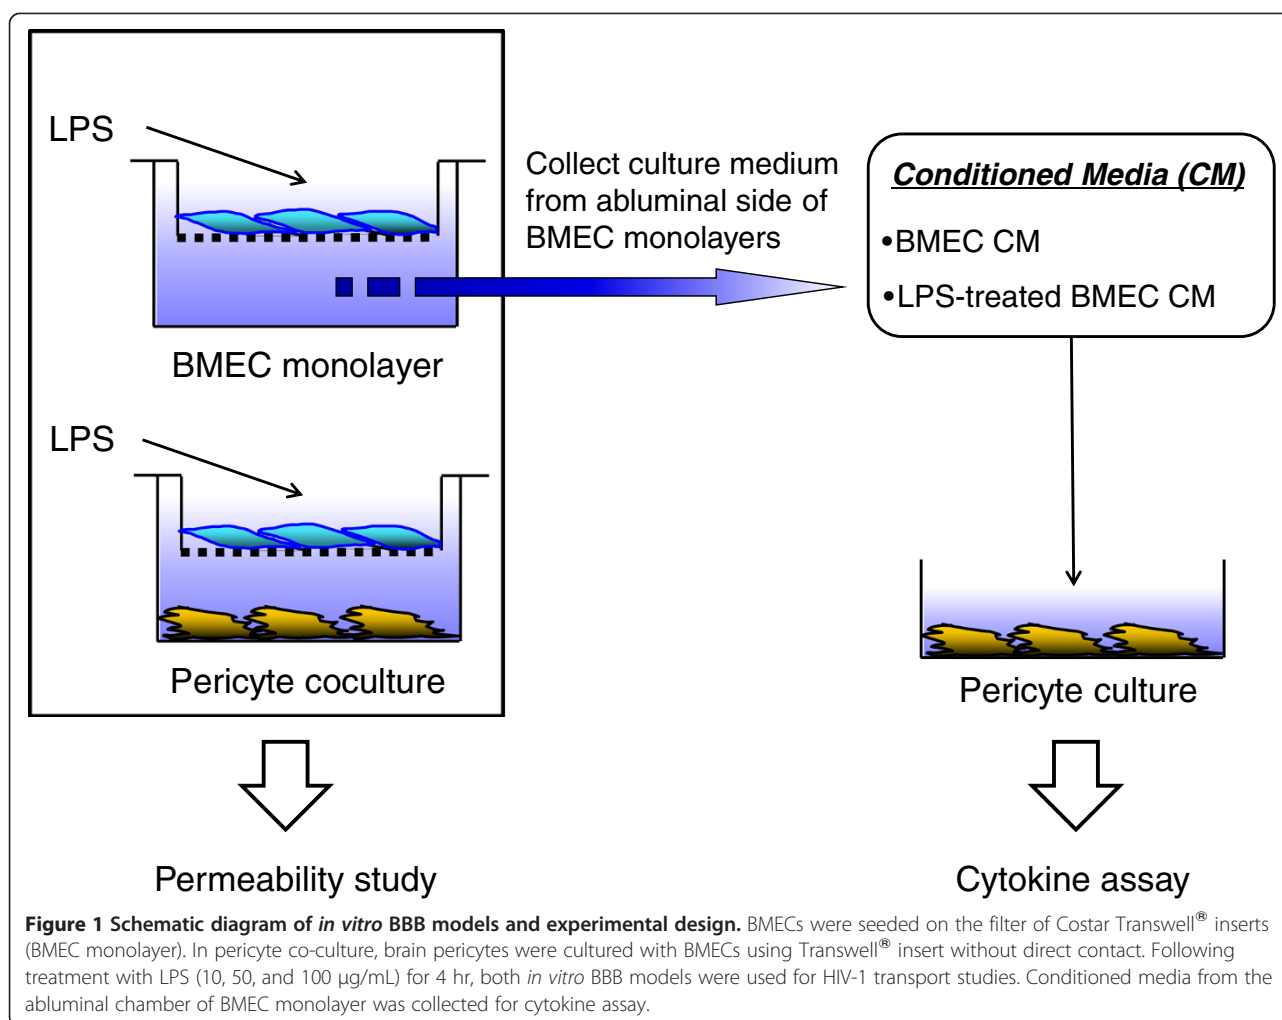 LPS
Collect culture medium
from abluminal side of
BMEC monolayers
Conditioned Media (CM)
•BMEC CM
•LPS-treated BMEC CM
BMEC monolayer
LPS
Pericyte coculture
Pericyte culture
Permeability study
Cytokine assay
Figure 1 Schematic diagram of in vitro BBB models and experimental design. BMECs were seeded on the filter of Costar Transwell® inserts
(BMEC monolayer). In pericyte co-culture, brain pericytes were cultured with BMECs using Transwell® insert without direct contact. Following
treatment with LPS (10, 50, and 100 μg/mL) for 4 hr, both in vitro BBB models were used for HIV-1 transport studies. Conditioned media from the
abluminal chamber of BMEC monolayer was collected for cytokine assay.